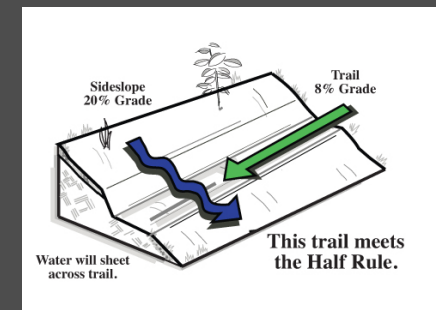 Sideslope
20% Grade
Trail
8% Grade
Water will sheet
across trail.
This trail meets
the Half Rule.